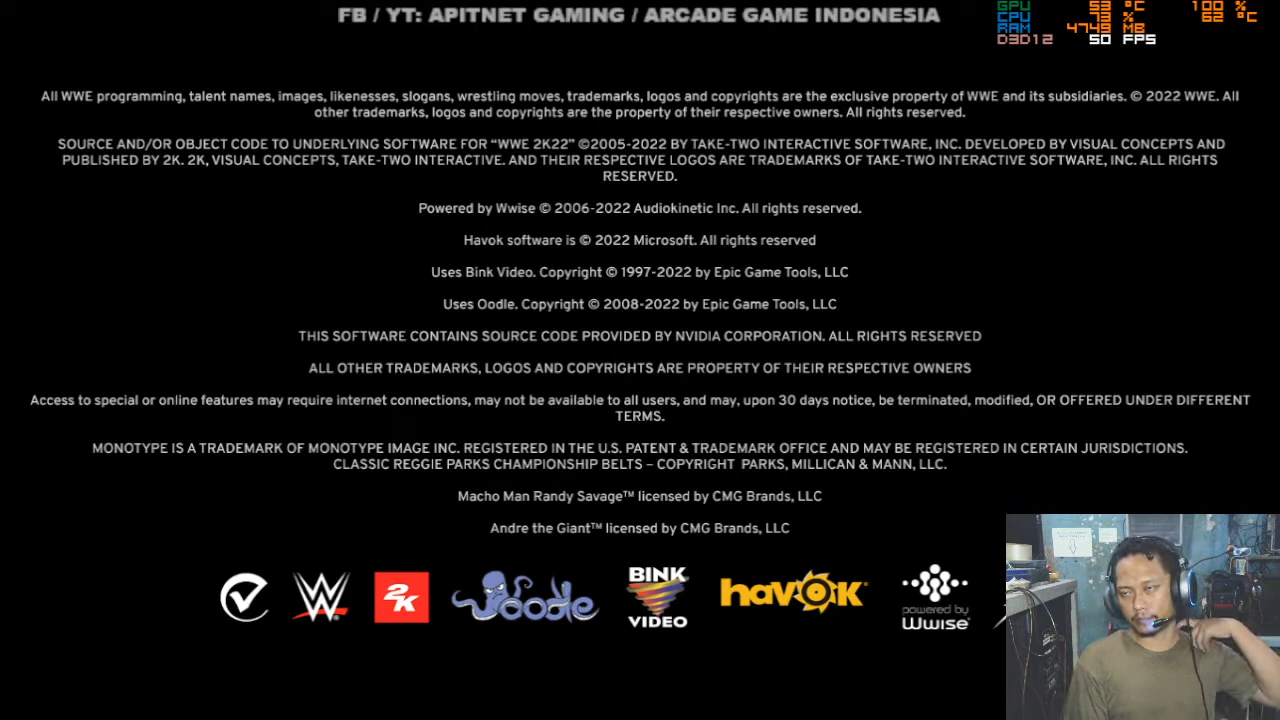 FB / YT: APITNET GAMING / ARCADE GAME INDONESIA
GPU 53 °C 100 %
CPU 73 % 62 °C
RAM 4749 MB
D3D12 50 FPS
All WWE programming, talent names, images, likenesses, slogans, wrestling moves, trademarks, logos and copyrights are the exclusive property of WWE and its subsidiaries. © 2022 WWE. All
other trademarks, logos and copyrights are the property of their respective owners. All rights reserved.
SOURCE AND/OR OBJECT CODE TO UNDERLYING SOFTWARE FOR “WWE 2K22” ©2005-2022 BY TAKE-TWO INTERACTIVE SOFTWARE, INC. DEVELOPED BY VISUAL CONCEPTS AND
PUBLISHED BY 2K. 2K, VISUAL CONCEPTS, TAKE-TWO INTERACTIVE. AND THEIR RESPECTIVE LOGOS ARE TRADEMARKS OF TAKE-TWO INTERACTIVE SOFTWARE, INC. ALL RIGHTS
RESERVED.
Powered by Wwise © 2006-2022 Audiokinetic Inc. All rights reserved.
Havok software is © 2022 Microsoft. All rights reserved
Uses Bink Video. Copyright © 1997-2022 by Epic Game Tools, LLC
Uses Oodle. Copyright © 2008-2022 by Epic Game Tools, LLC
THIS SOFTWARE CONTAINS SOURCE CODE PROVIDED BY NVIDIA CORPORATION. ALL RIGHTS RESERVED
ALL OTHER TRADEMARKS, LOGOS AND COPYRIGHTS ARE PROPERTY OF THEIR RESPECTIVE OWNERS
Access to special or online features may require internet connections, may not be available to all users, and may, upon 30 days notice, be terminated, modified, OR OFFERED UNDER DIFFERENT
TERMS.
MONOTYPE IS A TRADEMARK OF MONOTYPE IMAGE INC. REGISTERED IN THE U.S. PATENT & TRADEMARK OFFICE AND MAY BE REGISTERED IN CERTAIN JURISDICTIONS.
CLASSIC REGGIE PARKS CHAMPIONSHIP BELTS – COPYRIGHT PARKS, MILLICAN & MANN, LLC.
Macho Man Randy Savage™ licensed by CMG Brands, LLC
Andre the Giant™ licensed by CMG Brands, LLC
W 2K oodle BINK VIDEO havok powered by Wwise